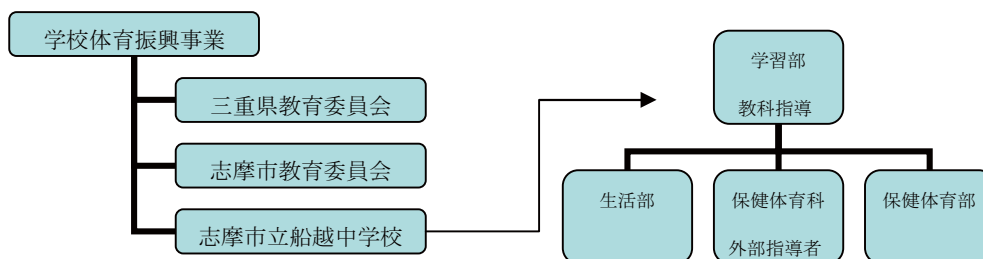 学校体育振興事業
三重県教育委員会
志摩市教育委員会
志摩市立船越中学校
学習部
教科指導
生活部
保健体育科
外部指導者
保健体育部